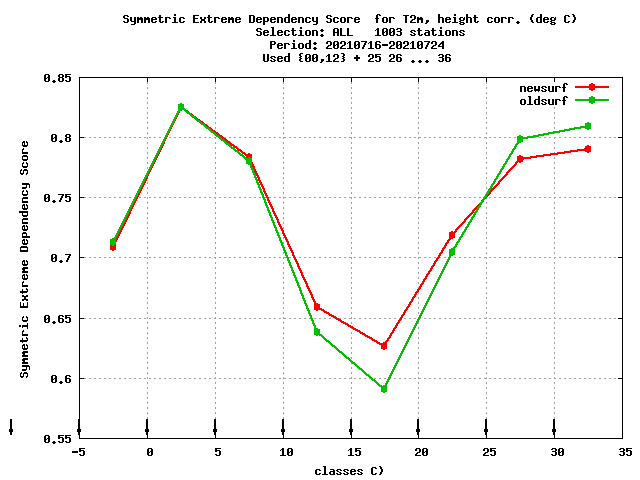 Symmetric Extreme Dependency Score  for T2m, height corr. (deg C)
Selection: ALL   1003 stations
Period: 20210716-20210724
Used {00,12} + 25 26 ... 36
newsurf
oldsurf
Symmetric Extreme Dependency Score
0.85
0.8
0.75
0.7
0.65
0.6
0.55
-5 0 5 10 15 20 25 30 35
classes C)